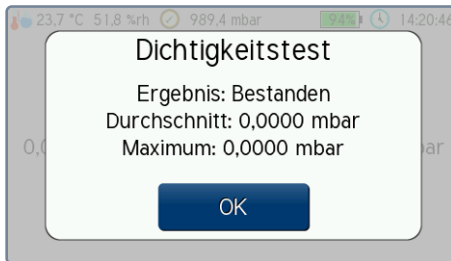 23,7 °C 51,8 %rh 989,4 mbar 94% 14:20:46
Dichtigkeitstest
Ergebnis: Bestanden
Durchschnitt: 0,0000 mbar
Maximum: 0,0000 mbar
OK